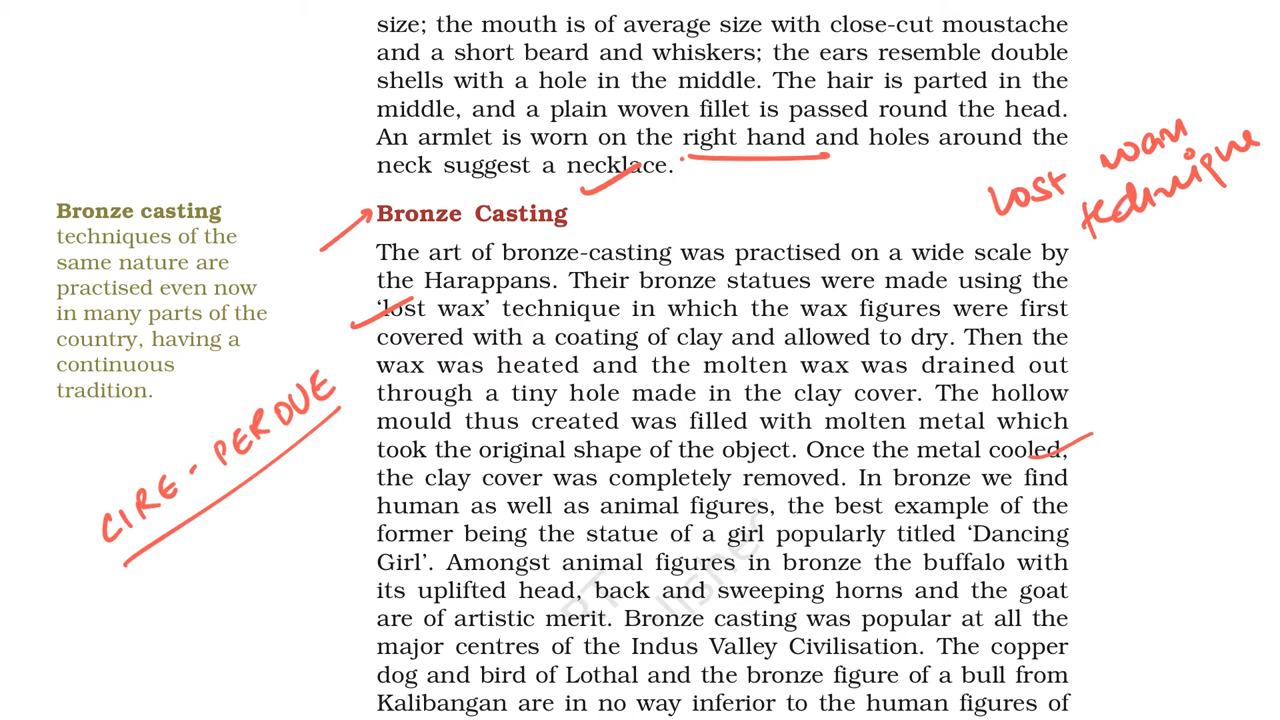 size; the mouth is of average size with close-cut moustache
and a short beard and whiskers; the ears resemble double
shells with a hole in the middle. The hair is parted in the
middle, and a plain woven fillet is passed round the head.
An armlet is worn on the right hand and holes around the
neck suggest a necklace.
lost wax
technique
Bronze casting
techniques of the
same nature are
practised even now
in many parts of the
country, having a
continuous
tradition.
CIRE - PERDUE
Bronze Casting
The art of bronze-casting was practised on a wide scale by
the Harappans. Their bronze statues were made using the
‘lost wax’ technique in which the wax figures were first
covered with a coating of clay and allowed to dry. Then the
wax was heated and the molten wax was drained out
through a tiny hole made in the clay cover. The hollow
mould thus created was filled with molten metal which
took the original shape of the object. Once the metal cooled,
the clay cover was completely removed. In bronze we find
human as well as animal figures, the best example of the
former being the statue of a girl popularly titled ‘Dancing
Girl’. Amongst animal figures in bronze the buffalo with
its uplifted head, back and sweeping horns and the goat
are of artistic merit. Bronze casting was popular at all the
major centres of the Indus Valley Civilisation. The copper
dog and bird of Lothal and the bronze figure of a bull from
Kalibangan are in no way inferior to the human figures of